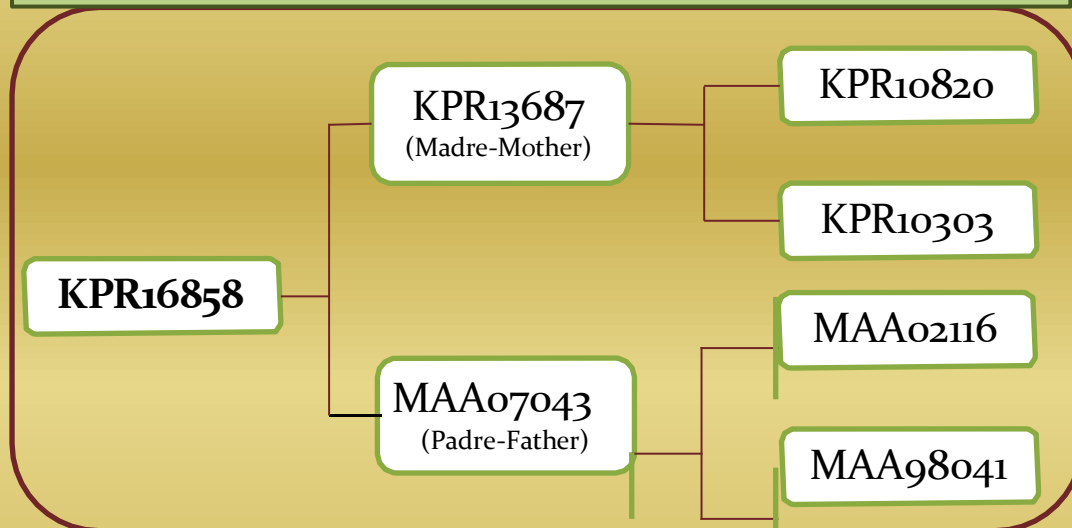 KPR10820
KPR13687
(Madre-Mother)
KPR10303
KPR16858
MAA02116
MAA07043
(Padre-Father)
MAA98041